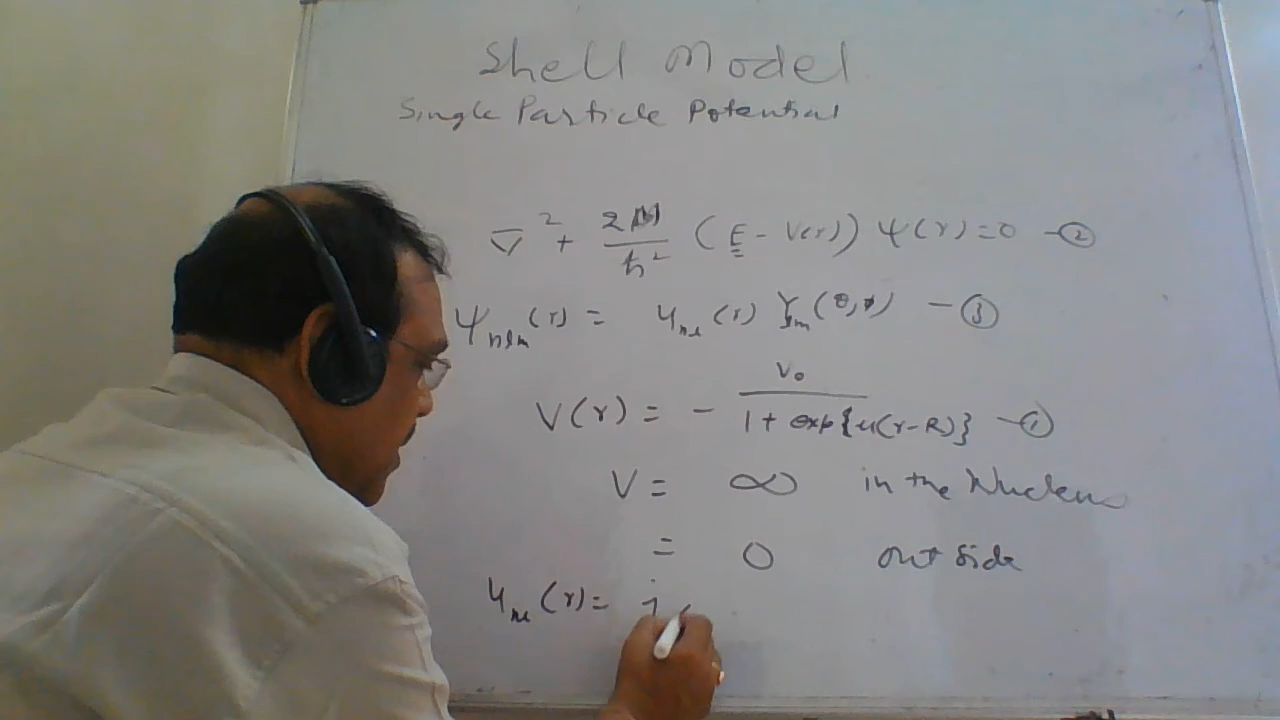 Shell Model
Single Particle Potential
∇² + 2M/ħ² (E - V(r)) ψ(r) = 0 - ②
ψnlm(r) = unl(r) Ylm(θ,φ) - ③
V(r) = - V₀ / 1 + exp{μ(r-R)} - ①
V = ∞ in the Nucleus
= 0 out side
unl(r) = j